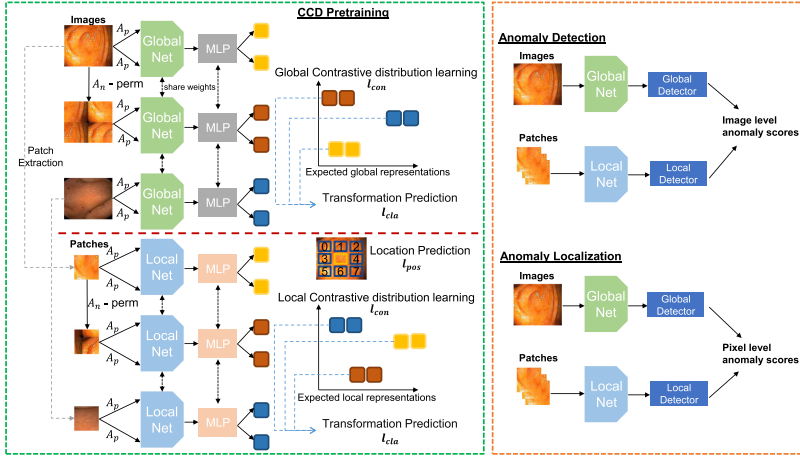 CCD Pretraining
Images
A_p
A_p
Global
Net
MLP
A_n - perm
share weights
Global Contrastive distribution learning
l_con
A_p
A_p
Global
Net
MLP
Patch
Extraction
Expected global representations
A_p
A_p
Global
Net
MLP
Transformation Prediction
l_cla
Patches
A_p
A_p
Local
Net
MLP
0 1 2
3 4
5 6 7
Location Prediction
l_pos
A_n - perm
Local Contrastive distribution learning
l_con
A_p
A_p
Local
Net
MLP
Expected local representations
A_p
A_p
Local
Net
MLP
Transformation Prediction
l_cla
Anomaly Detection
Images
Global
Net
Global
Detector
Image level
anomaly scores
Patches
Local
Net
Local
Detector
Anomaly Localization
Images
Global
Net
Global
Detector
Pixel level
anomaly scores
Patches
Local
Net
Local
Detector